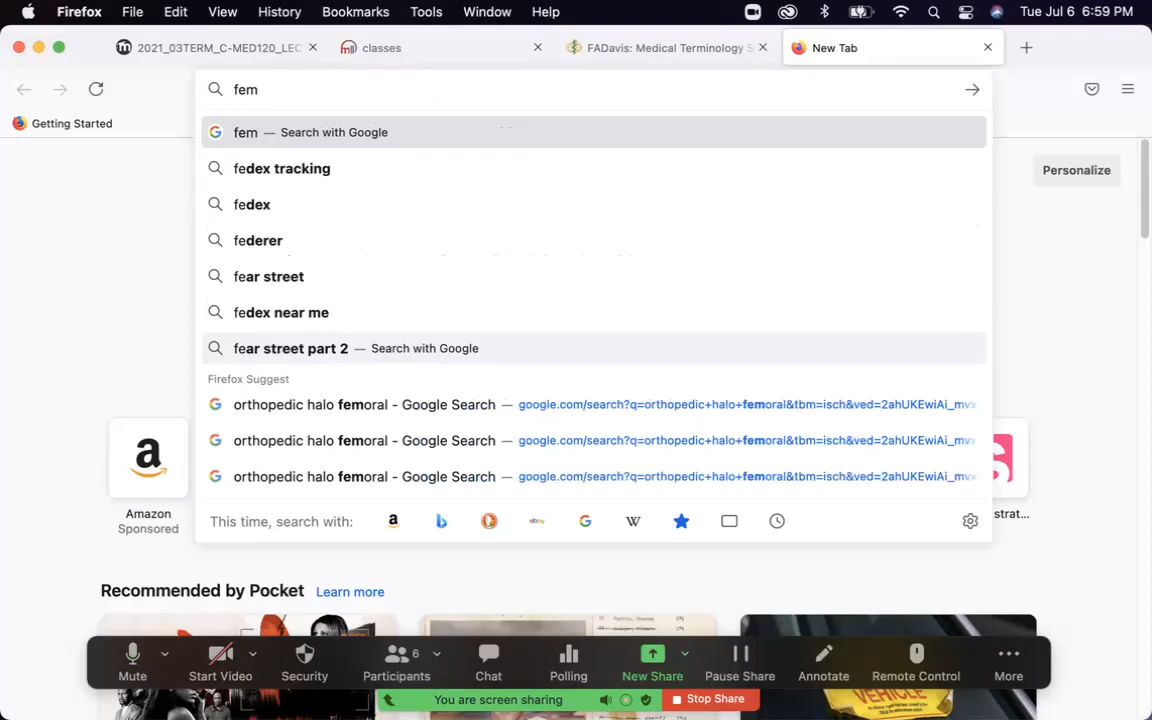 Firefox File Edit View History Bookmarks Tools Window Help Tue Jul 6 6:59 PM
2021_03TERM_C-MED120_LEC classes FADavis: Medical Terminology S New Tab
fem
Getting Started
fem — Search with Google
fedex tracking
Personalize
fedex
federer
fear street
fedex near me
fear street part 2 — Search with Google
Firefox Suggest
orthopedic halo femoral - Google Search — google.com/search?q=orthopedic+halo+femoral&tbm=isch&ved=2ahUKEwiAi_mvx
orthopedic halo femoral - Google Search — google.com/search?q=orthopedic+halo+femoral&tbm=isch&ved=2ahUKEwiAi_mvx
orthopedic halo femoral - Google Search — google.com/search?q=orthopedic+halo+femoral&tbm=isch&ved=2ahUKEwiAi_mvx
Amazon
Sponsored
strat...
This time, search with:
Recommended by Pocket Learn more
6
Mute Start Video Security Participants Chat Polling New Share Pause Share Annotate Remote Control More
You are screen sharing Stop Share
VEHICLE